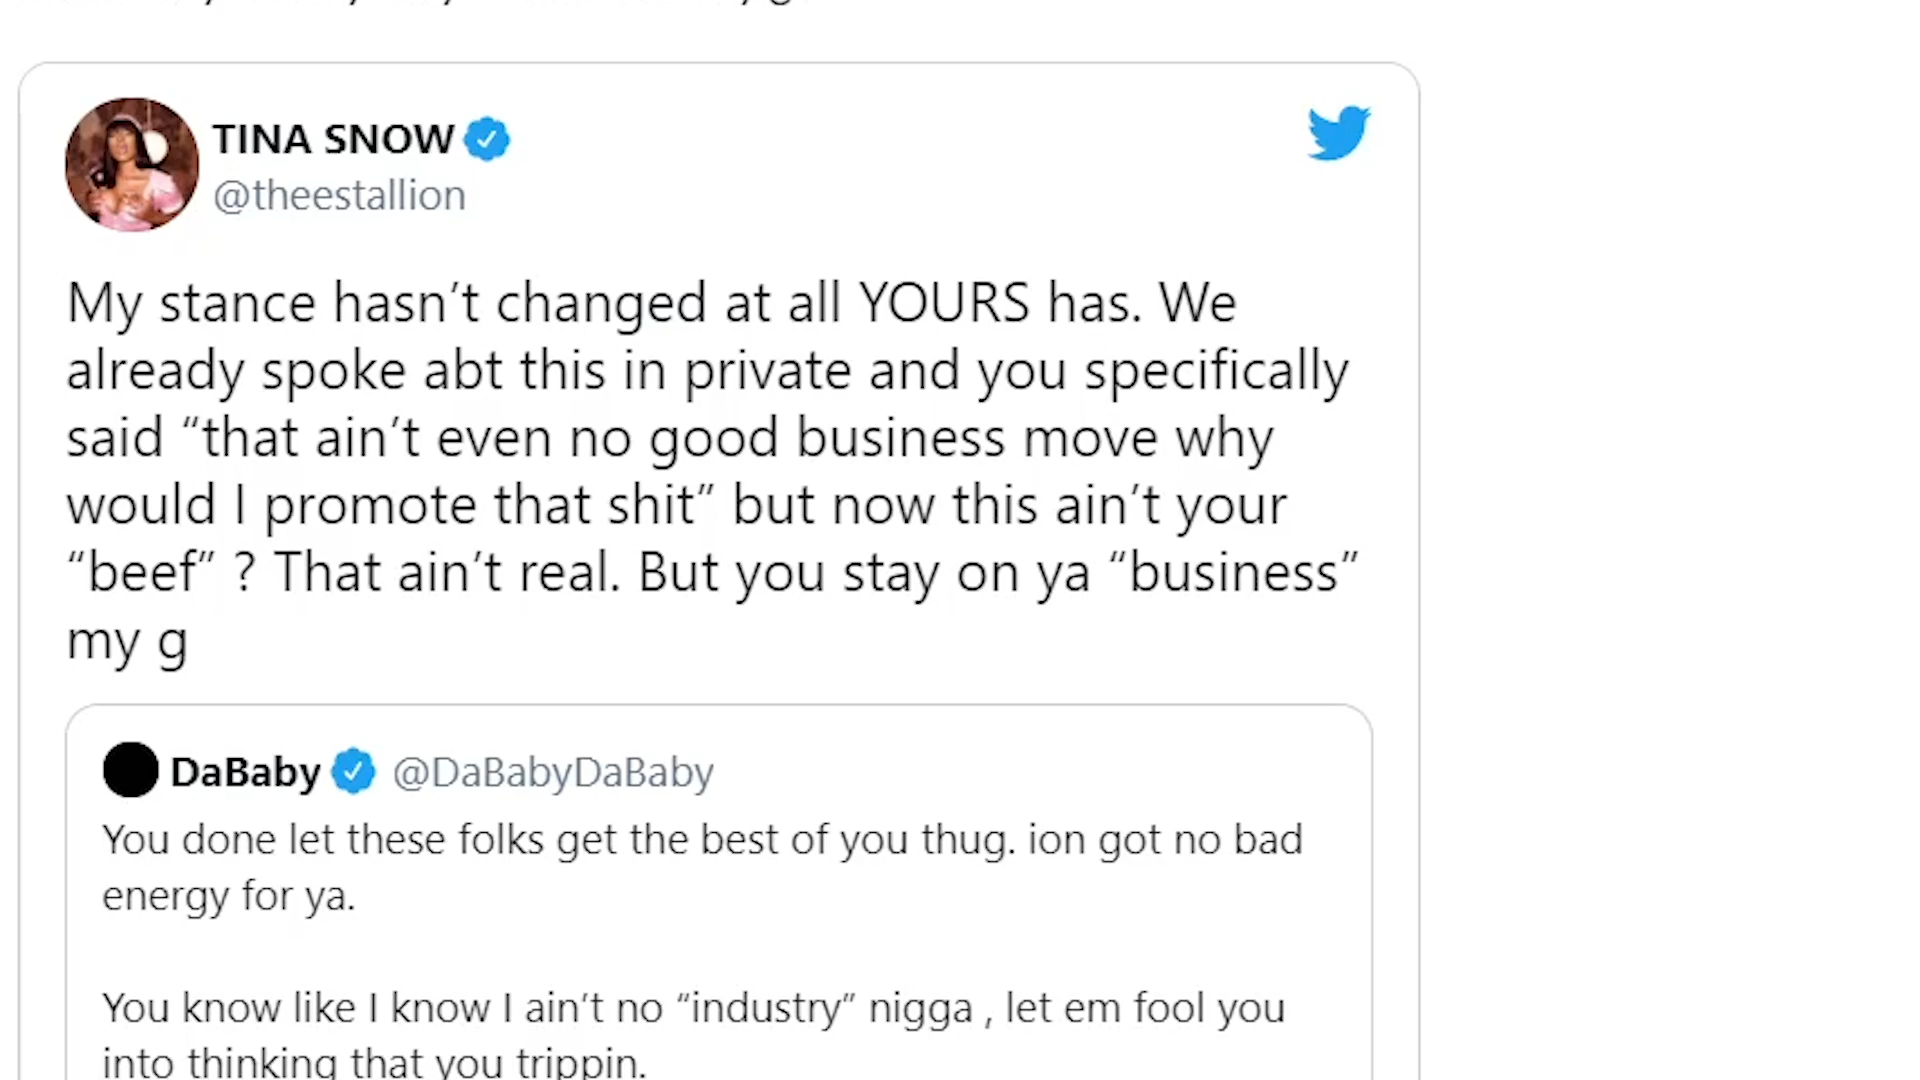 TINA SNOW
@theestallion
My stance hasn’t changed at all YOURS has. We
already spoke abt this in private and you specifically
said “that ain’t even no good business move why
would I promote that shit” but now this ain’t your
“beef” ? That ain’t real. But you stay on ya “business”
my g
DaBaby @DaBabyDaBaby
You done let these folks get the best of you thug. ion got no bad
energy for ya.
You know like I know I ain’t no “industry” nigga , let em fool you
into thinking that you trippin.